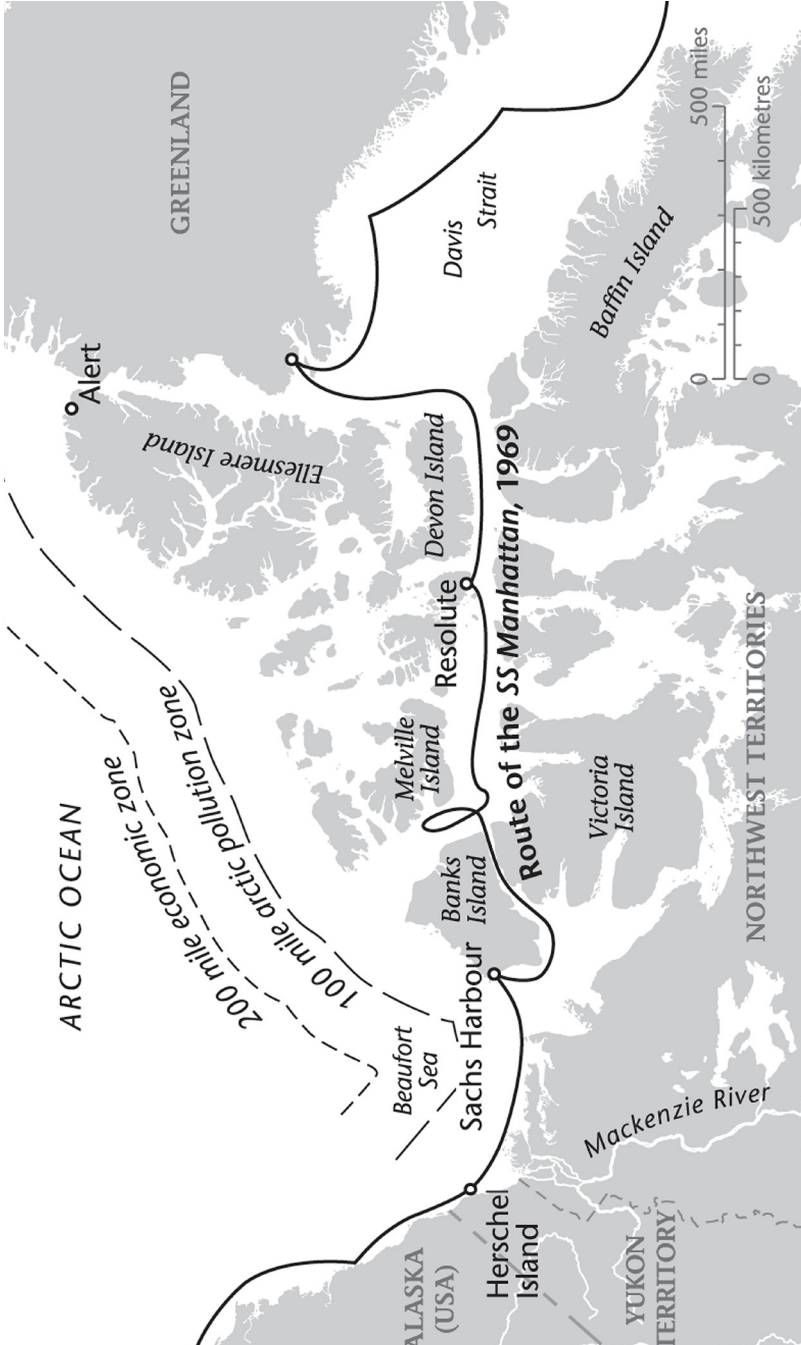 ARCTIC OCEAN
GREENLAND
Alert
Ellesmere Island
200 mile economic zone
100 mile arctic pollution zone
Beaufort
Sea
Melville
Island
Devon Island
Davis
Strait
Resolute
Banks
Island
Sachs Harbour
Route of the SS Manhattan, 1969
Baffin Island
Victoria
Island
Herschel
Island
ALASKA
(USA)
Mackenzie River
YUKON
TERRITORY
NORTHWEST TERRITORIES
0
500 miles
0
500 kilometres